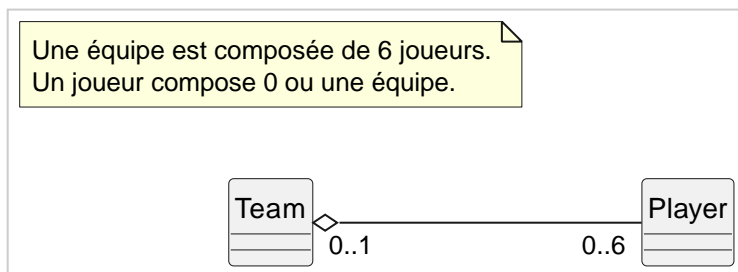 Une équipe est composée de 6 joueurs.
Un joueur compose 0 ou une équipe.
Team
Player
0..1
0..6